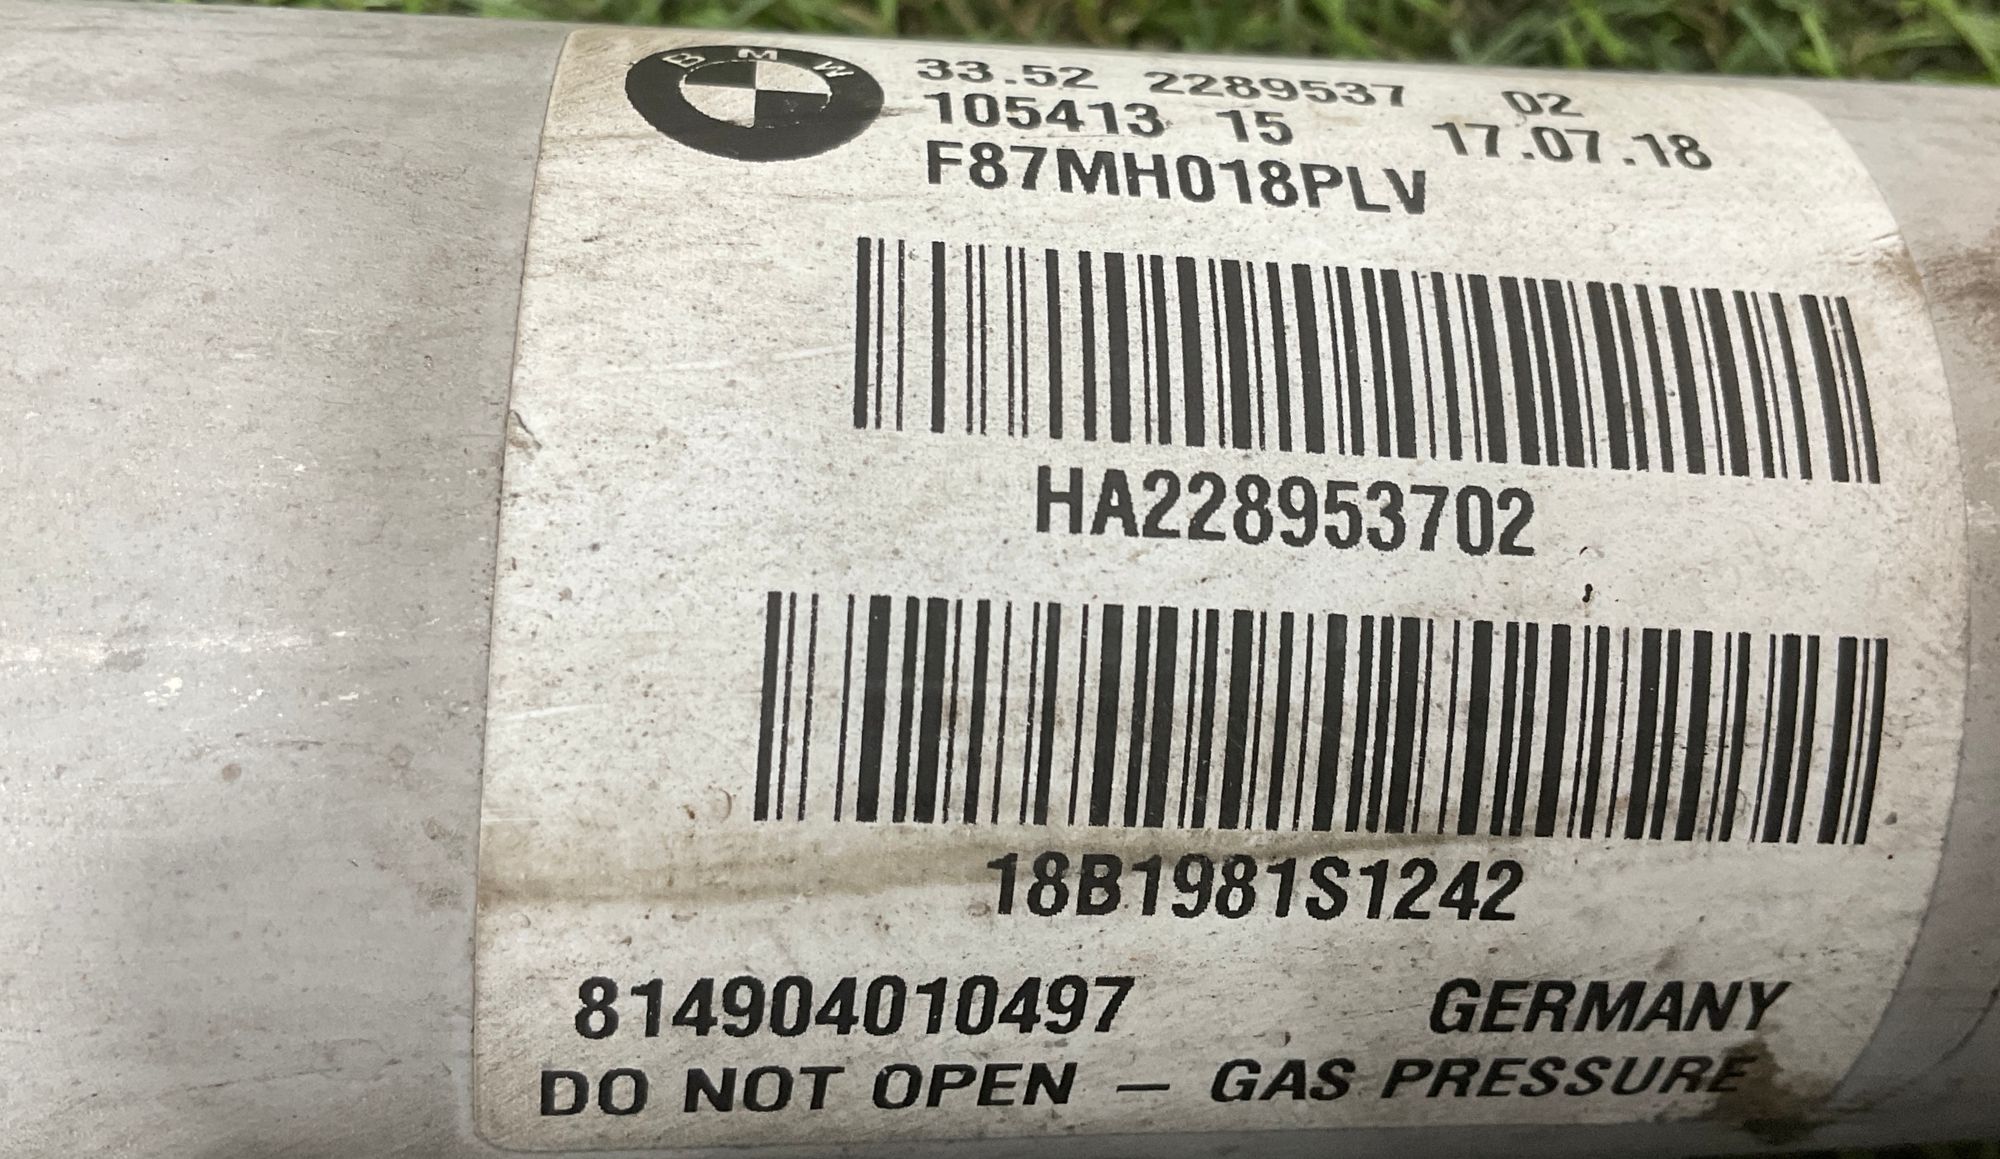 BMW
33.52 2289537 02
105413 15 17.07.18
F87MH018PLV
HA228953702
18B1981S1242
814904010497 GERMANY
DO NOT OPEN – GAS PRESSURE